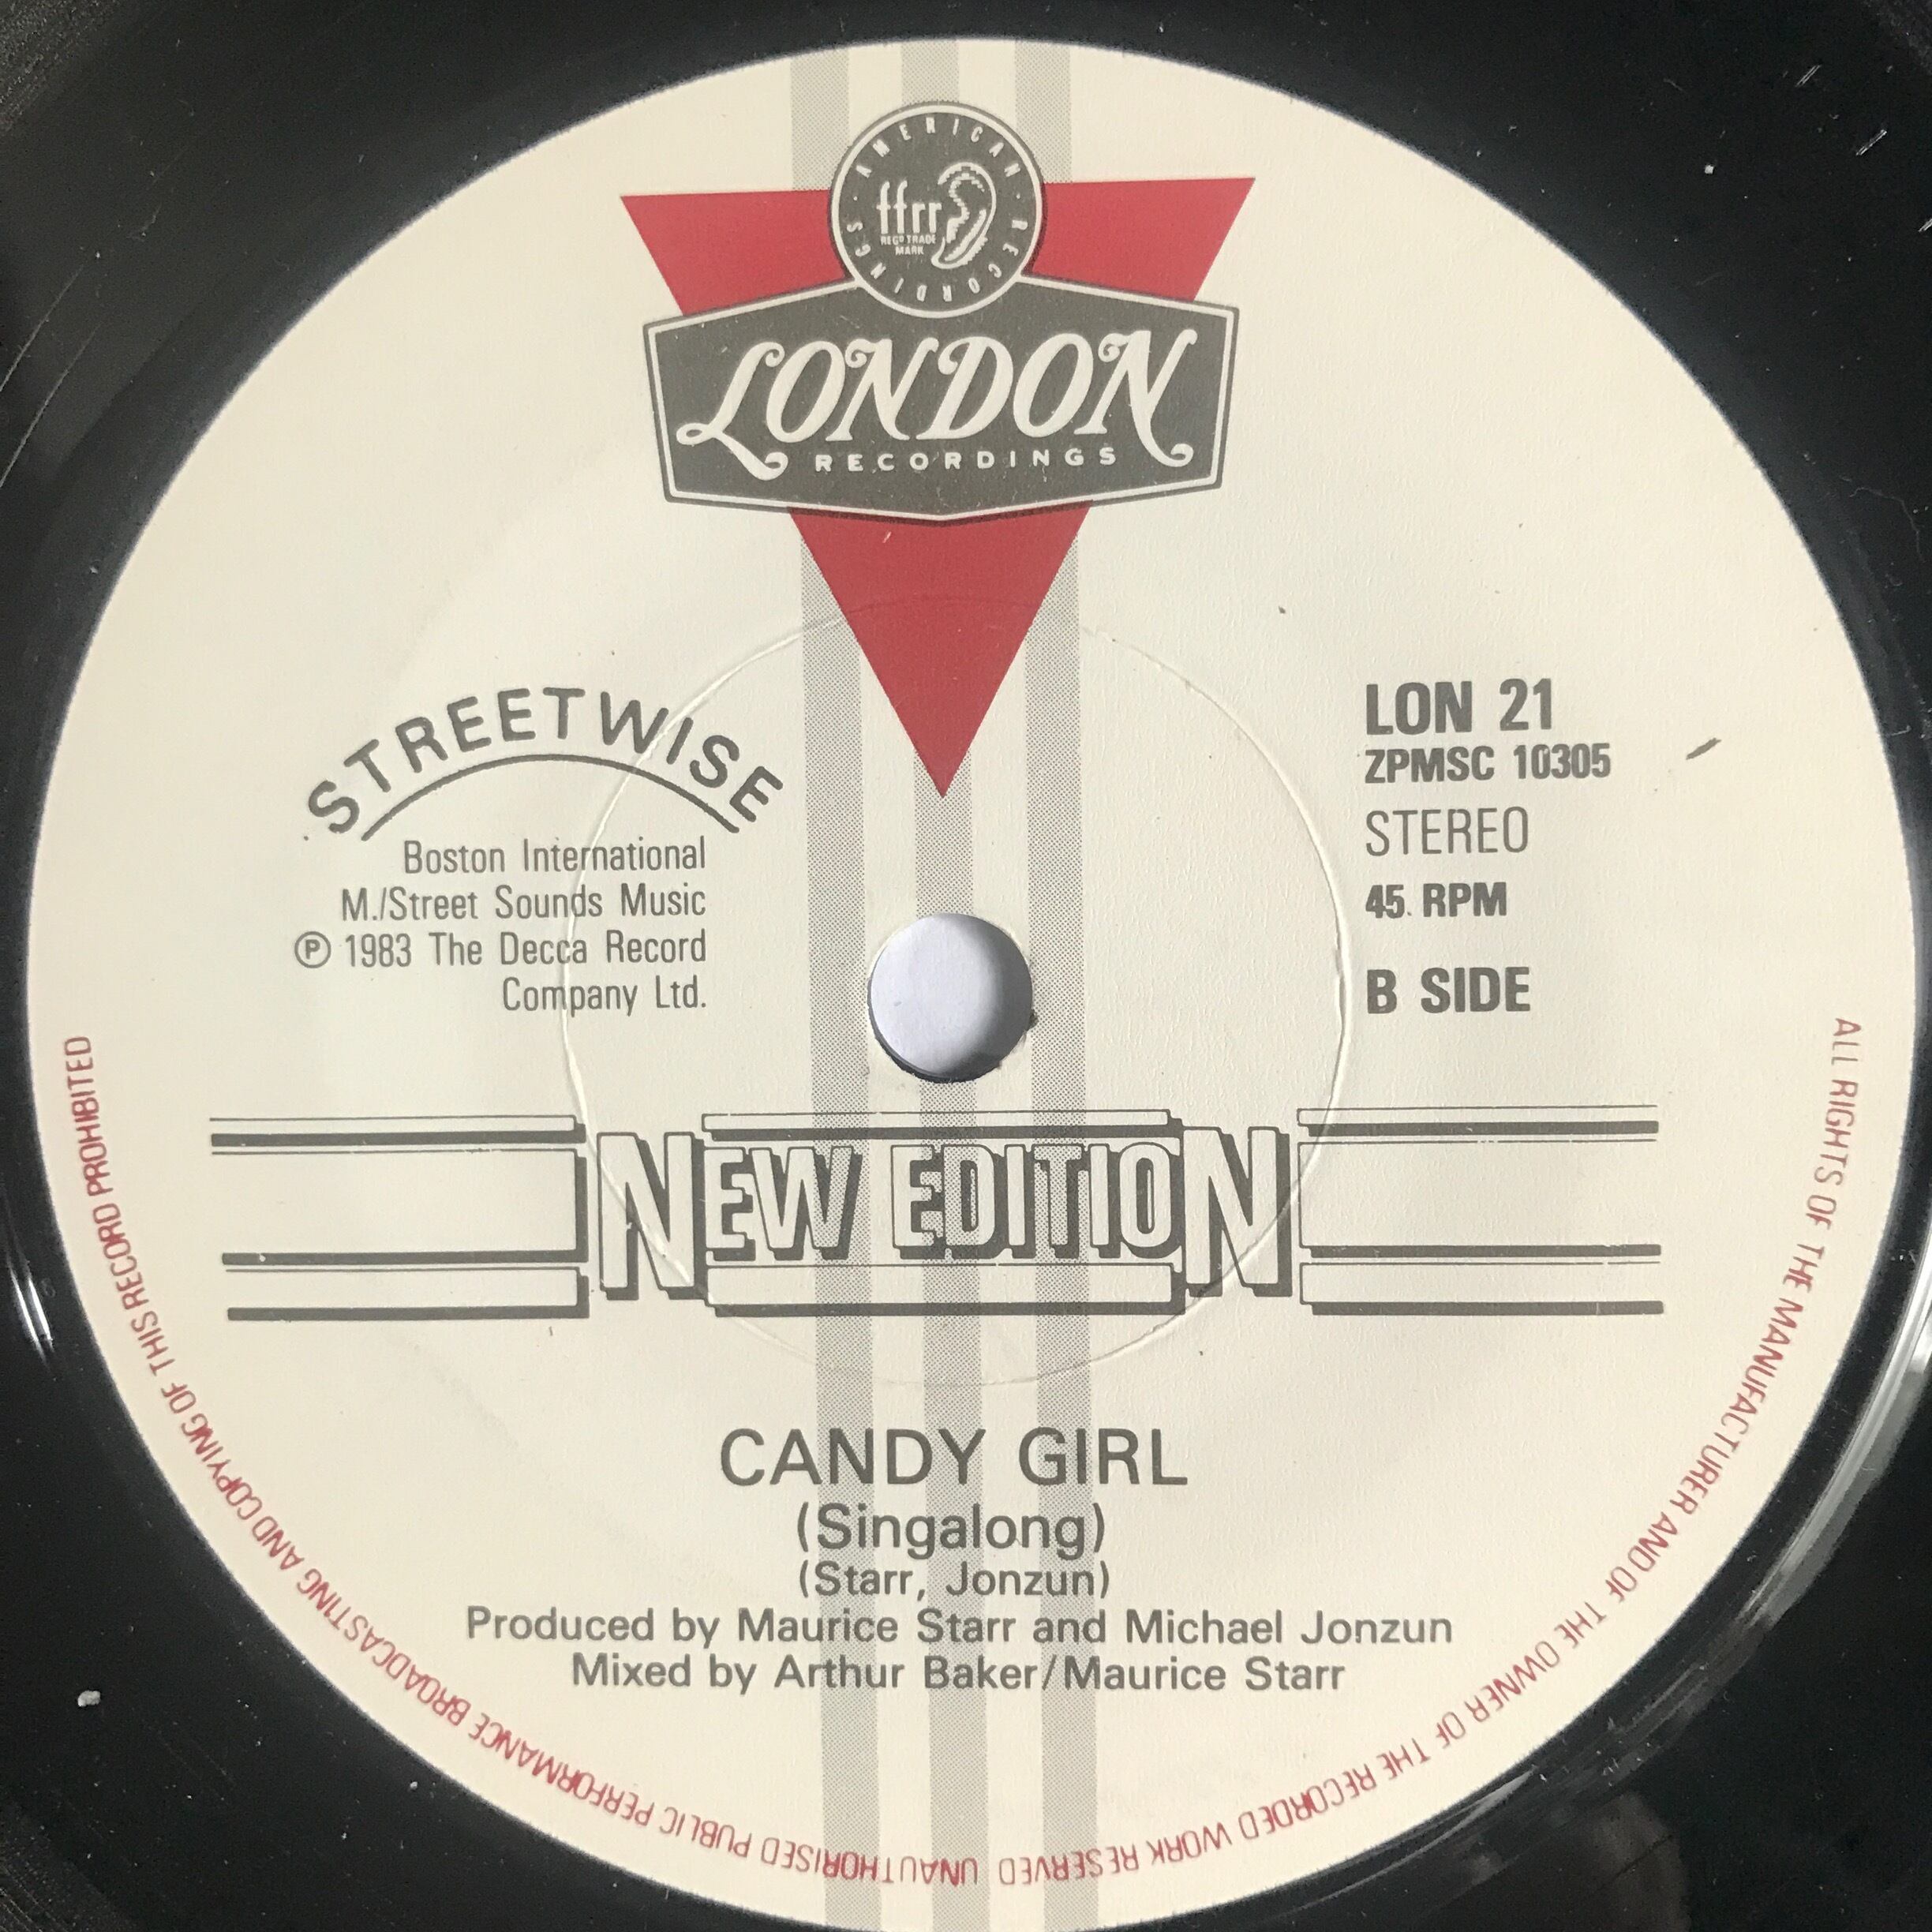 AMERICAN RECORDINGS
ffrr
REGD TRADE
MARK
LONDON
RECORDINGS
STREETWISE
Boston International
M./Street Sounds Music
℗ 1983 The Decca Record
Company Ltd.
LON 21
ZPMSC 10305
STEREO
45 RPM
B SIDE
NEW EDITION
CANDY GIRL
(Singalong)
(Starr, Jonzun)
Produced by Maurice Starr and Michael Jonzun
Mixed by Arthur Baker/Maurice Starr
ALL RIGHTS OF THE MANUFACTURER AND OF THE OWNER OF THE RECORDED WORK RESERVED UNAUTHORISED PUBLIC PERFORMANCE BROADCASTING AND COPYING OF THIS RECORD PROHIBITED